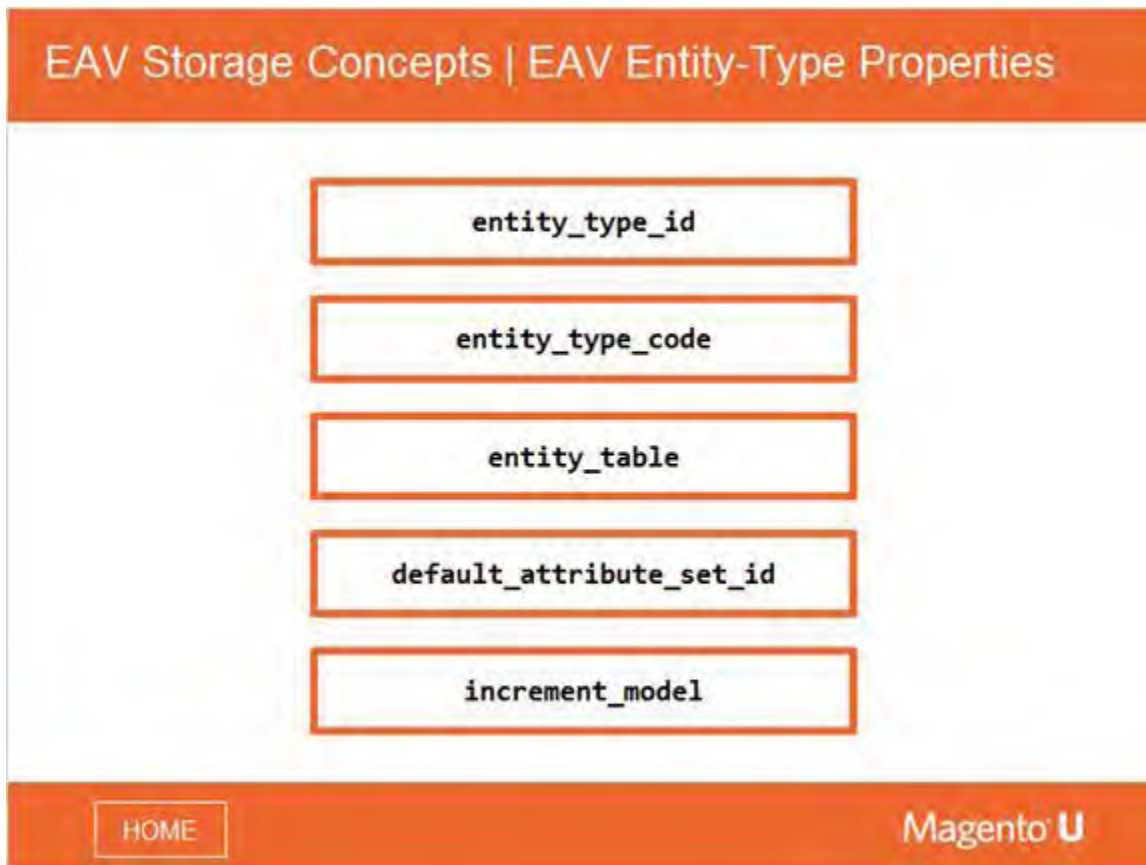 EAV Storage Concepts | EAV Entity-Type Properties
entity_type_id
entity_type_code
entity_table
default_attribute_set_id
increment_model
HOME
Magento U